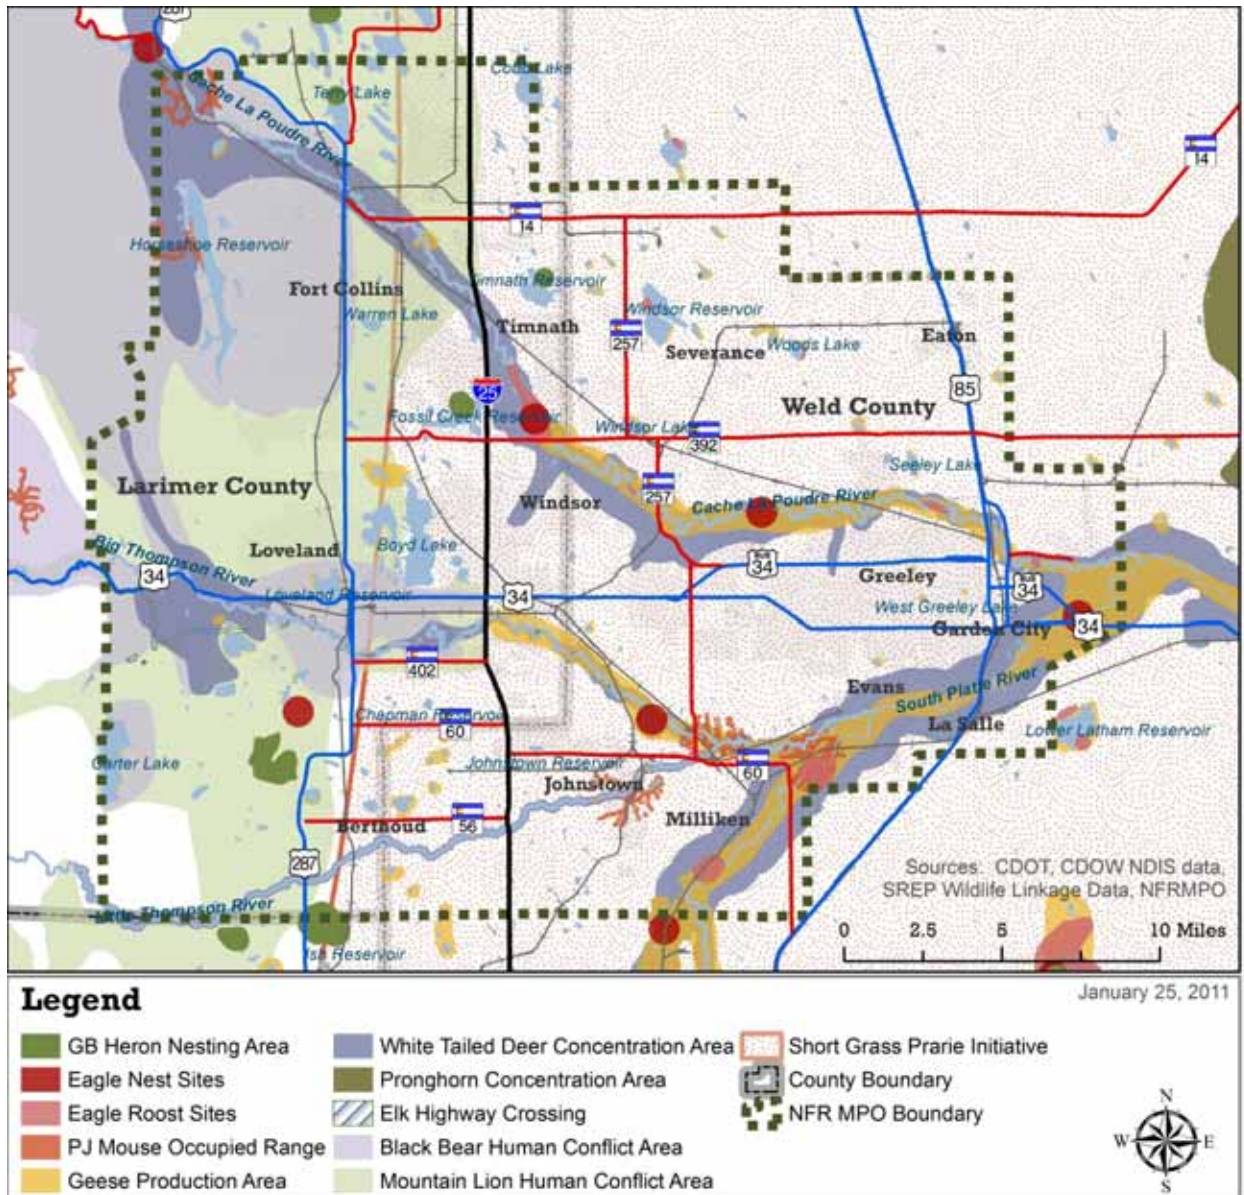 287
Cobb Lake
Terry Lake
Cache La Poudre River
14
14
Horseshoe Reservoir
Timnath Reservoir
Fort Collins
Warren Lake
Windsor Reservoir
Timnath
257
Severance
Woods Lake
Eaton
25
85
Weld County
Fossil Creek Reservoir
Windsor Lake
392
Seeley Lake
Larimer County
257
Windsor
Cache La Poudre River
Loveland
Boyd Lake
Big Thompson River
34
BUS
34
Greeley
BUS
34
Loveland Reservoir
34
West Greeley Lake
Garden City
34
402
Evans
South Platte River
La Salle
Chapman Reservoir
60
Lower Latham Reservoir
Carter Lake
Johnstown Reservoir
60
Johnstown
Berthoud
56
Milliken
287
Sources: CDOT, CDOW NDIS data,
SREP Wildlife Linkage Data, NFRMPO
Little Thompson River
Ish Reservoir
0 2.5 5 10 Miles
Legend
January 25, 2011
GB Heron Nesting Area
Eagle Nest Sites
Eagle Roost Sites
PJ Mouse Occupied Range
Geese Production Area
White Tailed Deer Concentration Area
Pronghorn Concentration Area
Elk Highway Crossing
Black Bear Human Conflict Area
Mountain Lion Human Conflict Area
Short Grass Prarie Initiative
County Boundary
NFR MPO Boundary
N
W E
S